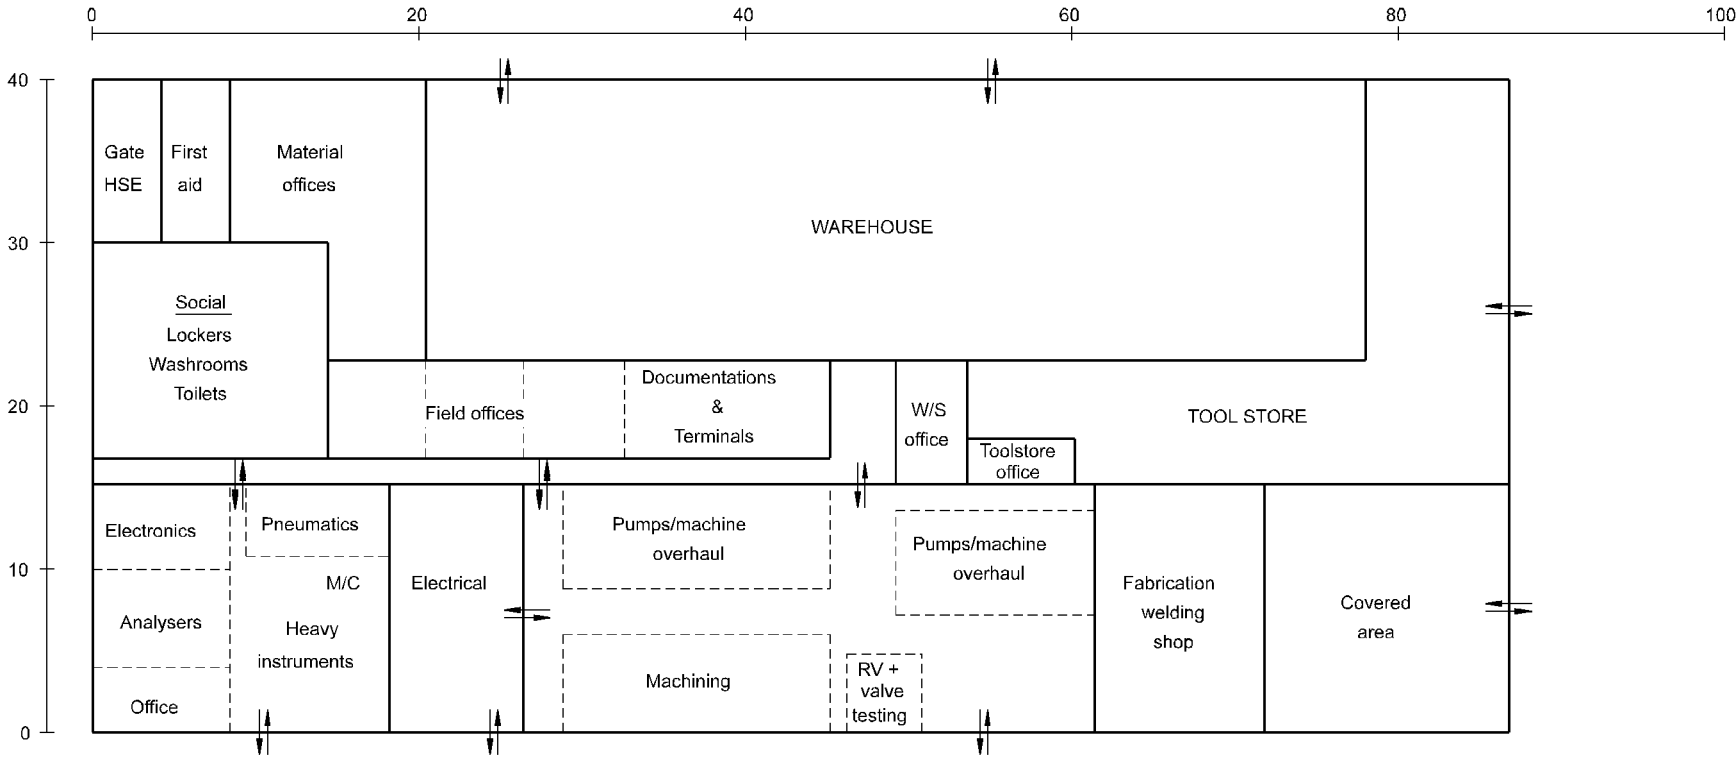 0 20 40 60 80 100
40
30
20
10
0
Gate
HSE
First
aid
Material
offices
WAREHOUSE
Social
Lockers
Washrooms
Toilets
Field offices
Documentations
&
Terminals
W/S
office
TOOL STORE
Toolstore
office
Electronics
Analysers
Office
Pneumatics
M/C
Heavy
instruments
Electrical
Pumps/machine
overhaul
Machining
RV +
valve
testing
Pumps/machine
overhaul
Fabrication
welding
shop
Covered
area